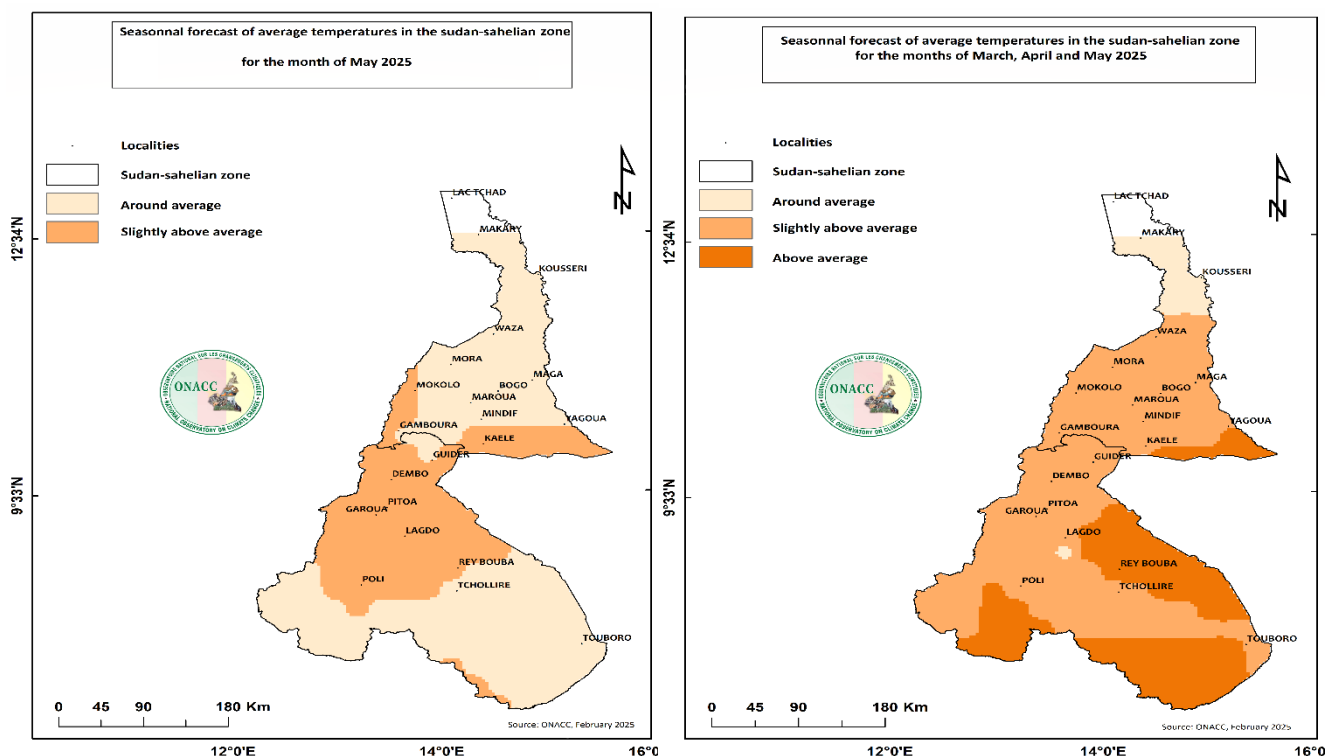 Seasonnal forecast of average temperatures in the sudan-sahelian zone
for the month of May 2025
Localities
Sudan-sahelian zone
Around average
Slightly above average
N
12°34'N
9°33'N
LAC TCHAD
MAKARY
KOUSSERI
WAZA
MORA
MAGA
MOKOLO
BOGO
MAROUA
MINDIF
YAGOUA
GAMBOURA
KAELE
GUIDER
DEMBO
PITOA
GAROUA
LAGDO
REY BOUBA
POLI
TCHOLLIRE
TOUBORO
ONACC
0 45 90 180 Km
Source: ONACC, February 2025
12°0'E 14°0'E 16°0
Seasonnal forecast of average temperatures in the sudan-sahelian zone
for the months of March, April and May 2025
Localities
Sudan-sahelian zone
Around average
Slightly above average
Above average
N
12°34'N
9°33'N
LAC TCHAD
MAKARY
KOUSSERI
WAZA
MORA
MAGA
MOKOLO
BOGO
MAROUA
MINDIF
YAGOUA
GAMBOURA
KAELE
GUIDER
DEMBO
PITOA
GAROUA
LAGDO
REY BOUBA
POLI
TCHOLLIRE
TOUBORO
ONACC
0 45 90 180 Km
Source: ONACC, February 2025
12°0'E 14°0'E 16°0